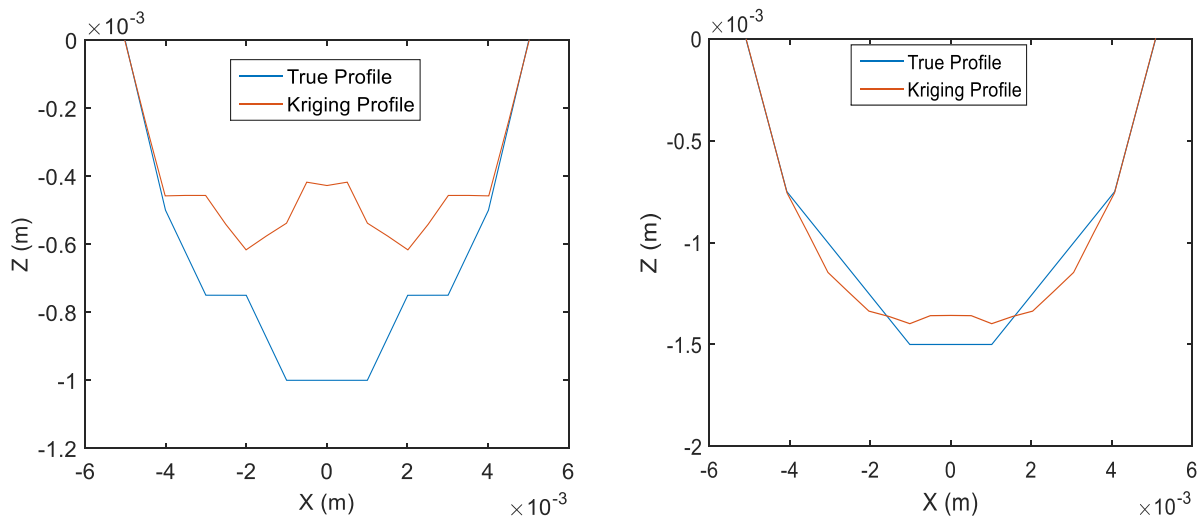 ×10-3
0
-0.2
-0.4
-0.6
-0.8
-1
-1.2
Z (m)
True Profile
Kriging Profile
-6 -4 -2 0 2 4 6
X (m)
×10-3
×10-3
0
-0.5
-1
-1.5
-2
Z (m)
True Profile
Kriging Profile
-6 -4 -2 0 2 4 6
X (m)
×10-3